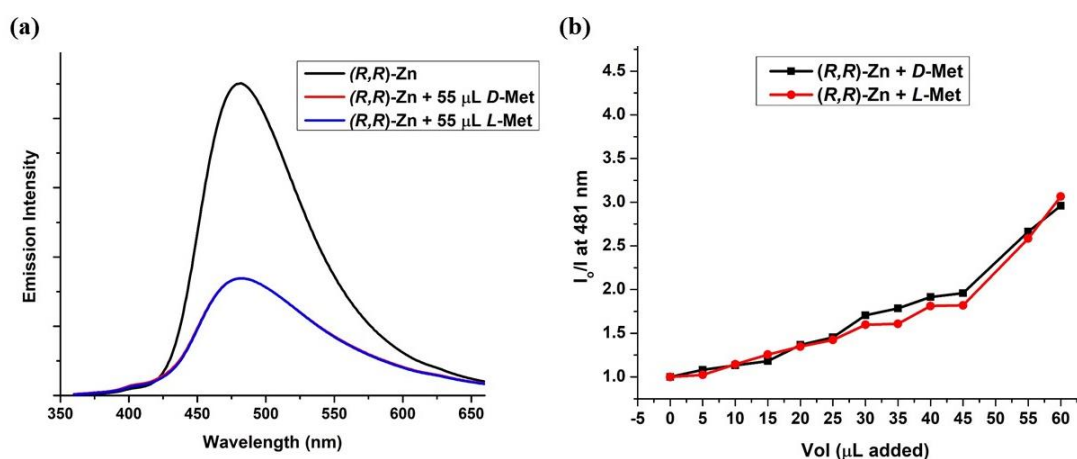 (a)
(R,R)-Zn
(R,R)-Zn + 55 μL D-Met
(R,R)-Zn + 55 μL L-Met
Emission Intensity
350 400 450 500 550 600 650
Wavelength (nm)
(b)
(R,R)-Zn + D-Met
(R,R)-Zn + L-Met
4.5
4.0
3.5
3.0
2.5
2.0
1.5
1.0
I₀/I at 481 nm
-5 0 5 10 15 20 25 30 35 40 45 50 55 60
Vol (μL added)